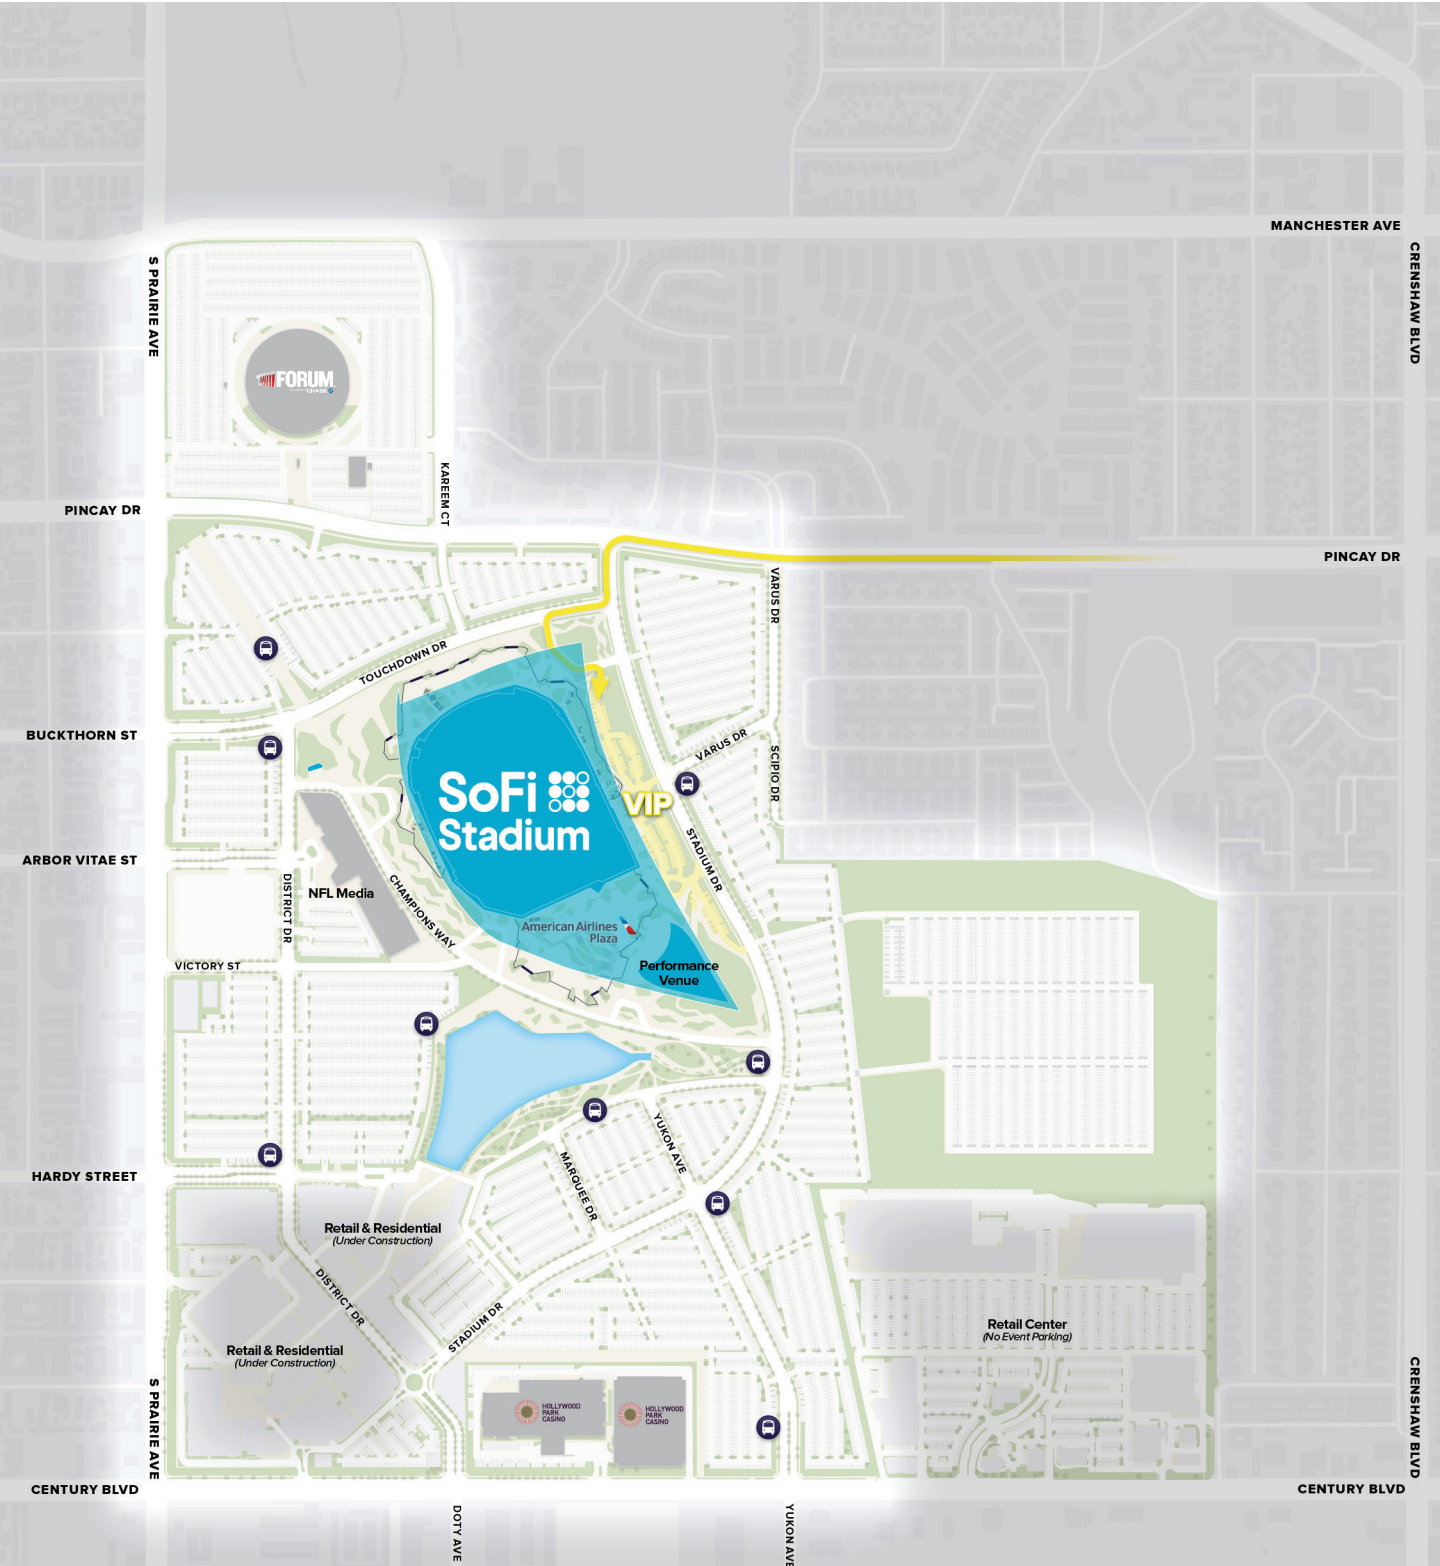 MANCHESTER AVE
S PRAIRIE AVE
CRENSHAW BLVD
FORUM
CHASE
KAREEM CT
PINCAY DR
PINCAY DR
VARUS DR
TOUCHDOWN DR
BUCKTHORN ST
VARUS DR
SCIPIO DR
SoFi
Stadium
VIP
STADIUM DR
ARBOR VITAE ST
DISTRICT DR
NFL Media
CHAMPIONS WAY
American Airlines
Plaza
VICTORY ST
Performance
Venue
YUKON AVE
MARQUEE DR
HARDY STREET
Retail & Residential
(Under Construction)
DISTRICT DR
STADIUM DR
Retail Center
(No Event Parking)
Retail & Residential
(Under Construction)
S PRAIRIE AVE
CRENSHAW BLVD
HOLLYWOOD
PARK
CASINO
HOLLYWOOD
PARK
CASINO
CENTURY BLVD
CENTURY BLVD
DOTY AVE
YUKON AVE